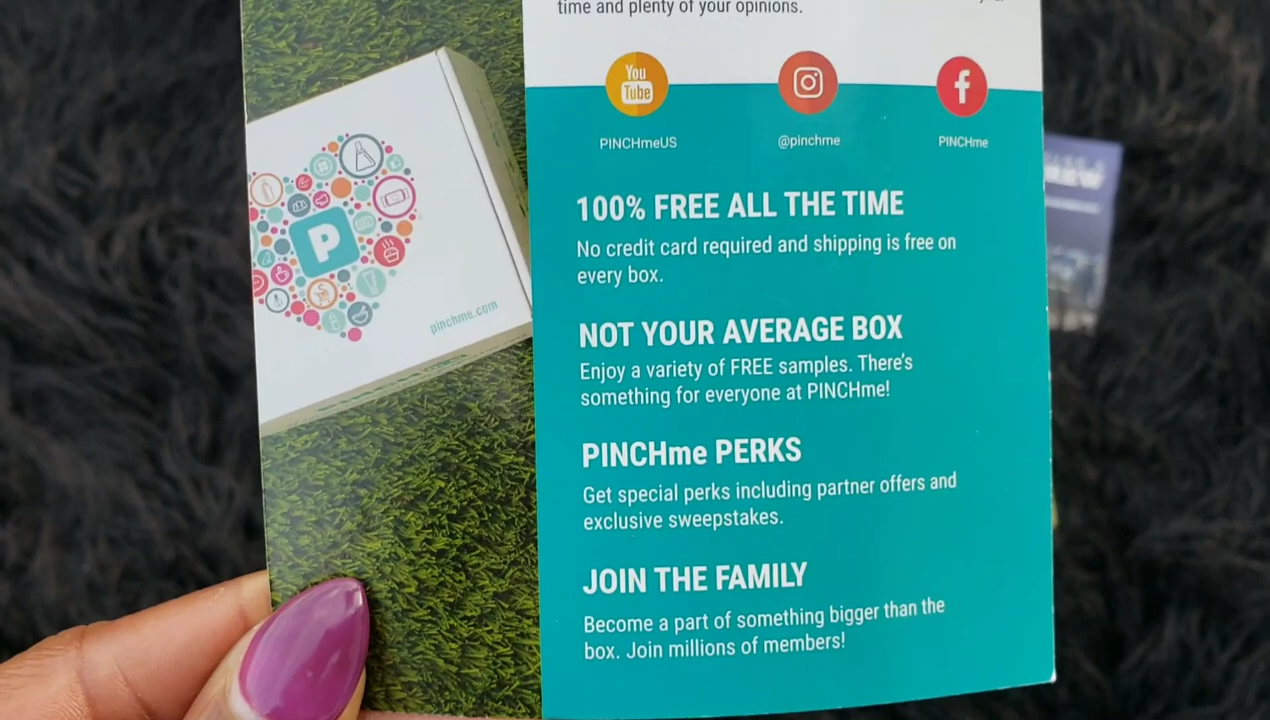 time and plenty of your opinions.
You
Tube
PINCHmeUS
@pinchme
PINCHme
100% FREE ALL THE TIME
No credit card required and shipping is free on
every box.
NOT YOUR AVERAGE BOX
Enjoy a variety of FREE samples. There's
something for everyone at PINCHme!
PINCHme PERKS
Get special perks including partner offers and
exclusive sweepstakes.
JOIN THE FAMILY
Become a part of something bigger than the
box. Join millions of members!
P
pinchme.com